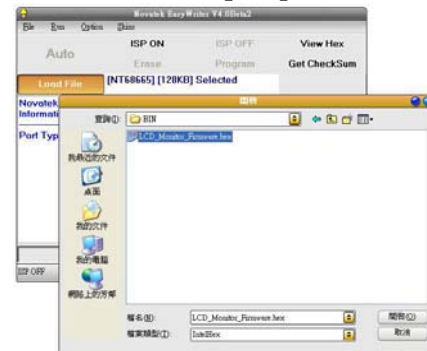 Novatek EasyWriter V4.0Beta2
File Run Option
ISP ON ISP OFF View Hex
Auto
Erase Program Get CheckSum
Load File [NT68665] [128KB] Selected
Novatek
Informati
Port Typ
開啟
查詢(I): BIN
LCD_Monitor_Firmware.hex
我最近的文件
桌面
我的文件
我的電腦
網路上的芳鄰
ISP OFF
檔名(N): LCD_Monitor_Firmware.hex 開啟(O)
檔案類型(T): IntelHex 取消